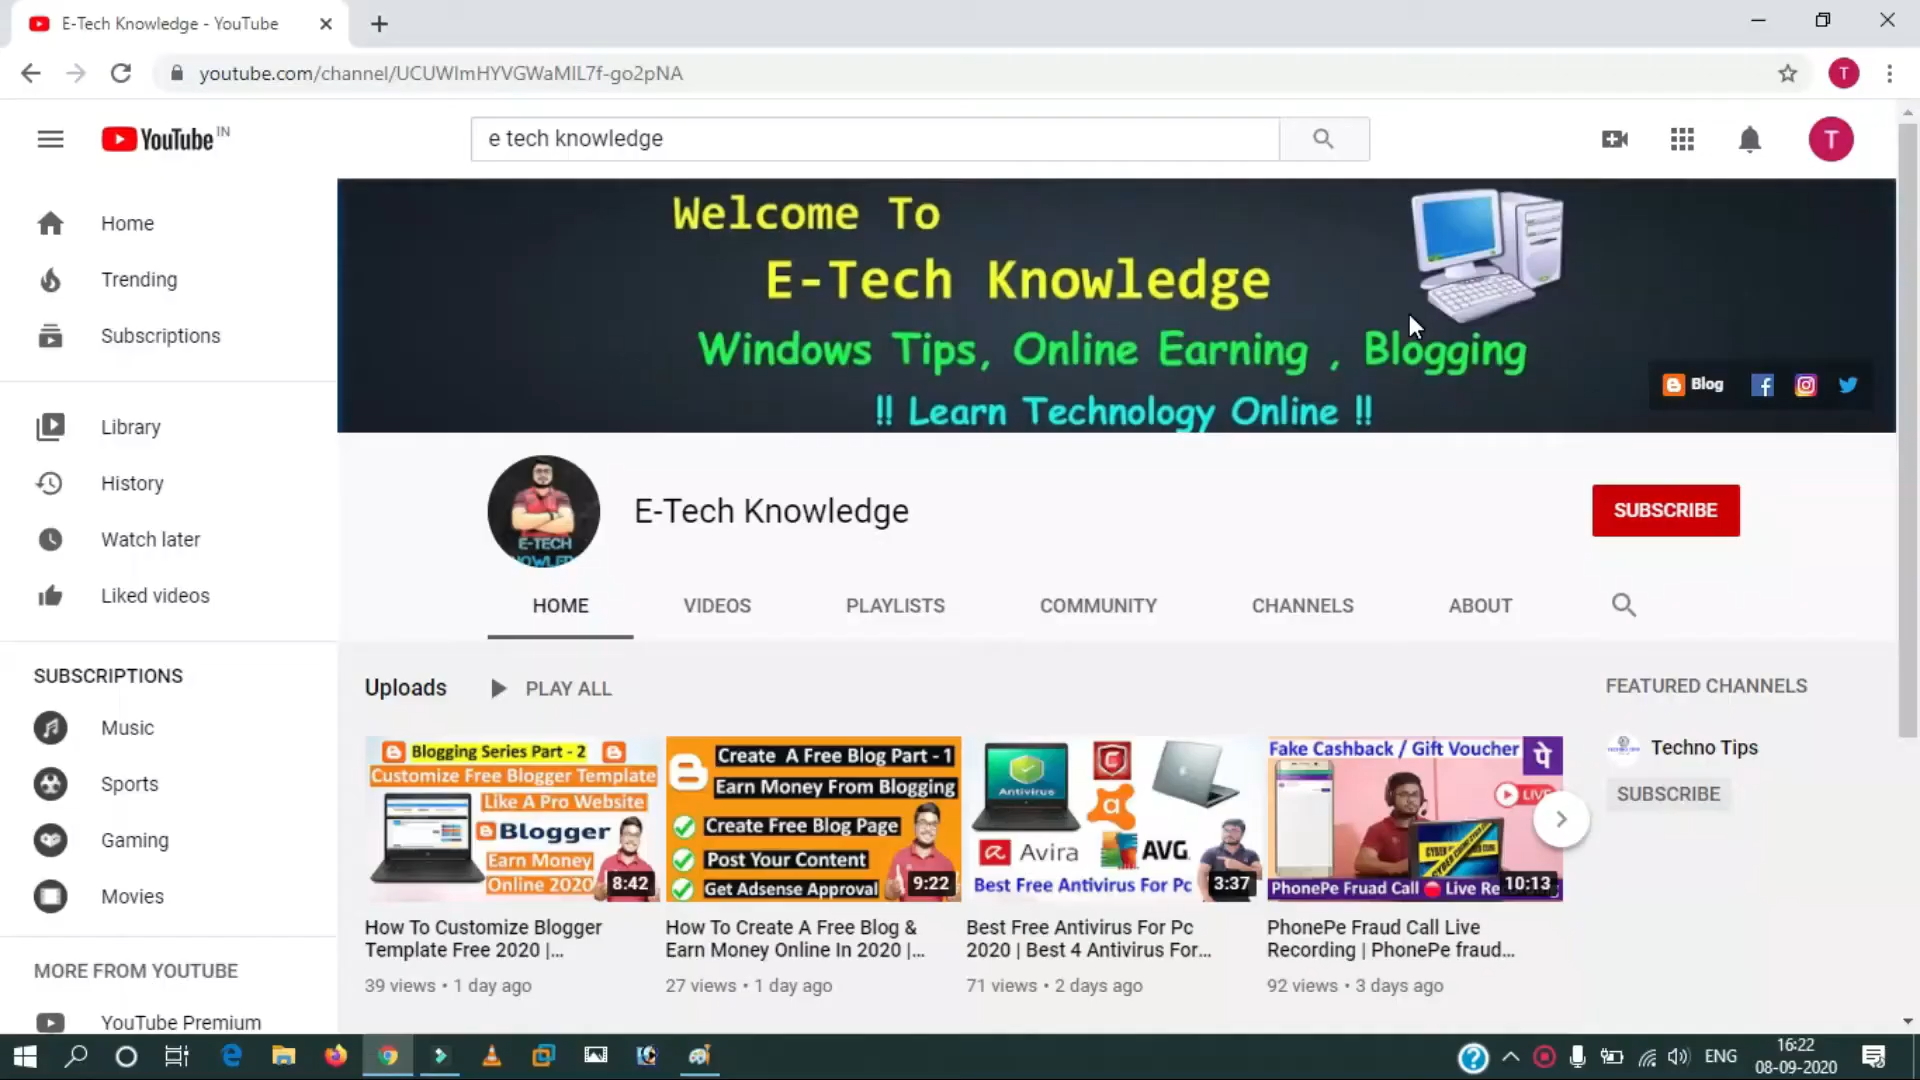 E-Tech Knowledge - YouTube
youtube.com/channel/UCUWImHYVGWaMIL7f-go2pNA
T
YouTube IN
e tech knowledge
T
Home
Trending
Subscriptions
Library
History
Watch later
Liked videos
SUBSCRIPTIONS
Music
Sports
Gaming
Movies
MORE FROM YOUTUBE
YouTube Premium
Welcome To
E-Tech Knowledge
Windows Tips, Online Earning , Blogging
!! Learn Technology Online !!
Blog
E-TECH
E-Tech Knowledge
SUBSCRIBE
HOME VIDEOS PLAYLISTS COMMUNITY CHANNELS ABOUT
Uploads PLAY ALL
Blogging Series Part - 2
Customize Free Blogger Template
Like A Pro Website
Blogger
Earn Money
Online 2020
8:42
How To Customize Blogger
Template Free 2020 |...
39 views • 1 day ago
Create A Free Blog Part - 1
Earn Money From Blogging
Create Free Blog Page
Post Your Content
Get Adsense Approval
9:22
How To Create A Free Blog &
Earn Money Online In 2020 |...
27 views • 1 day ago
Antivirus
Avira AVG
Best Free Antivirus For Pc
3:37
Best Free Antivirus For Pc
2020 | Best 4 Antivirus For...
71 views • 2 days ago
Fake Cashback / Gift Voucher पे
LIVE
PhonePe Fruad Call Live Re
10:13
PhonePe Fraud Call Live
Recording | PhonePe fraud...
92 views • 3 days ago
FEATURED CHANNELS
Techno Tips
SUBSCRIBE
ENG
16:22
08-09-2020